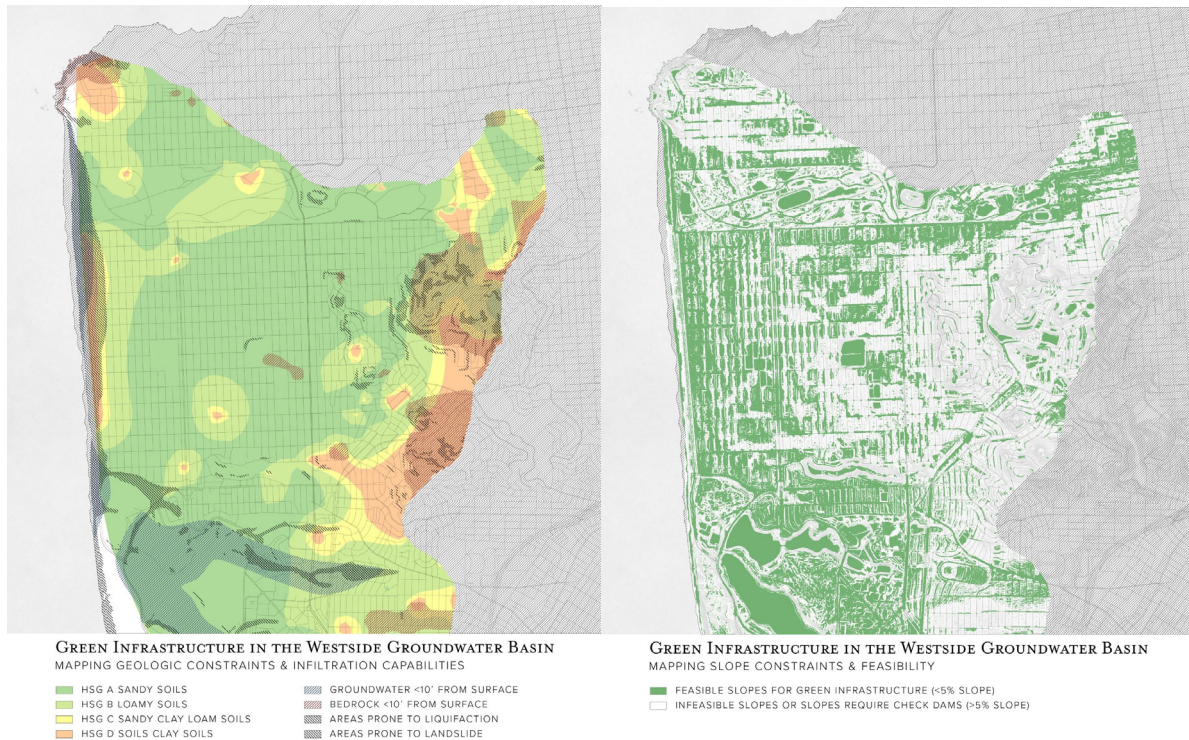 GREEN INFRASTRUCTURE IN THE WESTSIDE GROUNDWATER BASIN
MAPPING GEOLOGIC CONSTRAINTS & INFILTRATION CAPABILITIES
HSG A SANDY SOILS
HSG B LOAMY SOILS
HSG C SANDY CLAY LOAM SOILS
HSG D SOILS CLAY SOILS
GROUNDWATER <10' FROM SURFACE
BEDROCK <10' FROM SURFACE
AREAS PRONE TO LIQUIFACTION
AREAS PRONE TO LANDSLIDE
GREEN INFRASTRUCTURE IN THE WESTSIDE GROUNDWATER BASIN
MAPPING SLOPE CONSTRAINTS & FEASIBILITY
FEASIBLE SLOPES FOR GREEN INFRASTRUCTURE (<5% SLOPE)
INFEASIBLE SLOPES OR SLOPES REQUIRE CHECK DAMS (>5% SLOPE)